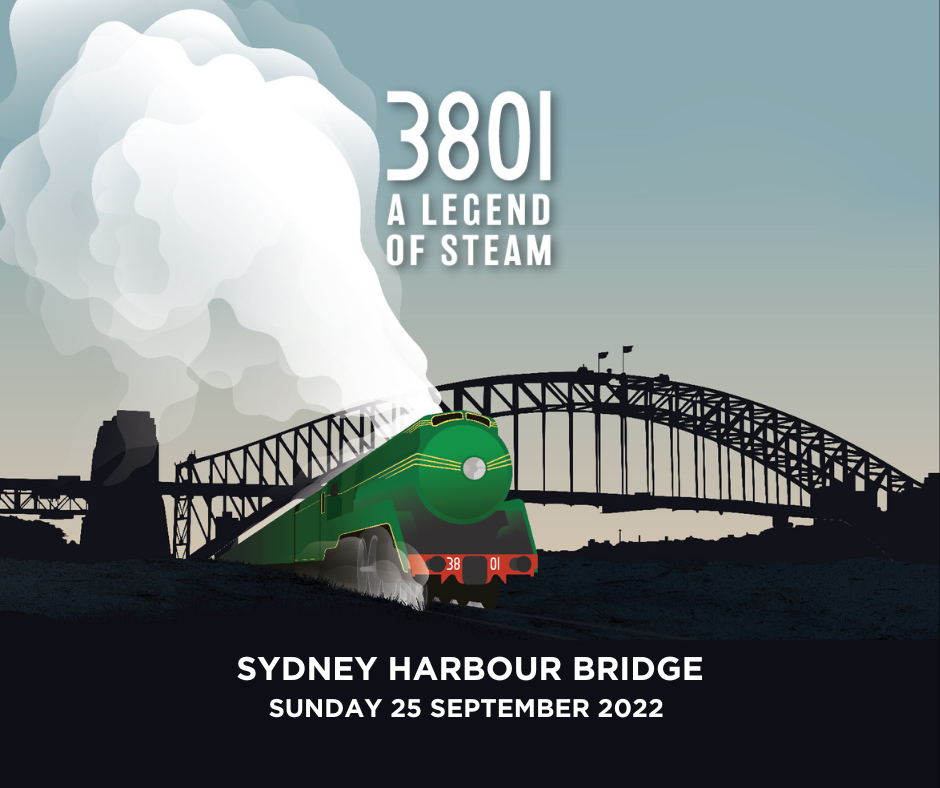 3801
A LEGEND
OF STEAM
38 01
SYDNEY HARBOUR BRIDGE
SUNDAY 25 SEPTEMBER 2022